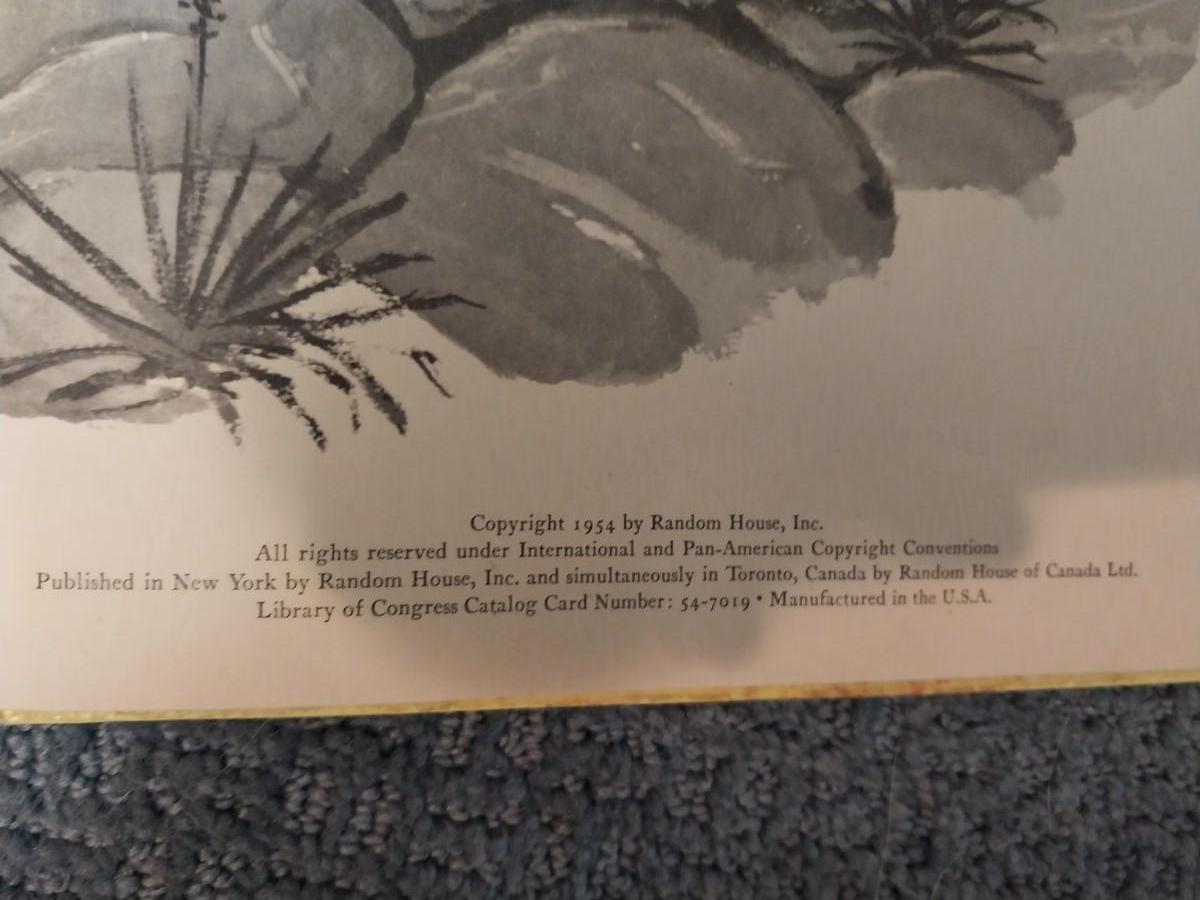 Copyright 1954 by Random House, Inc.
All rights reserved under International and Pan-American Copyright Conventions
Published in New York by Random House, Inc. and simultaneously in Toronto, Canada by Random House of Canada Ltd.
Library of Congress Catalog Card Number: 54-7019 • Manufactured in the U.S.A.